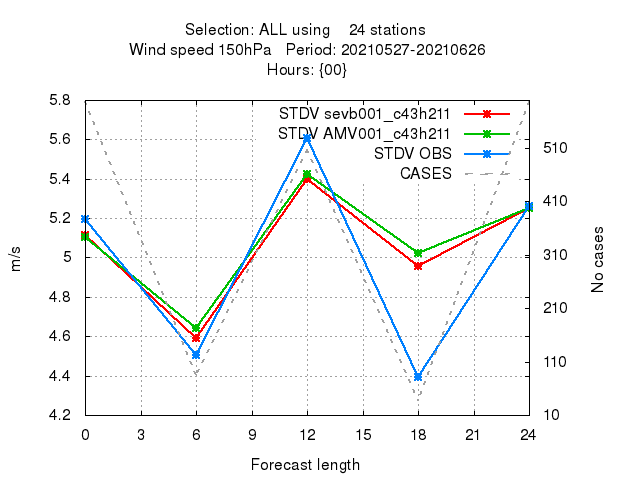 Selection: ALL using    24 stations
Wind speed 150hPa   Period: 20210527-20210626
Hours: {00}
STDV sevb001_c43h211
STDV AMV001_c43h211
STDV OBS
CASES
5.8
5.6
5.4
5.2
5
4.8
4.6
4.4
4.2
m/s
510
410
310
210
110
10
No cases
0 3 6 9 12 15 18 21 24
Forecast length